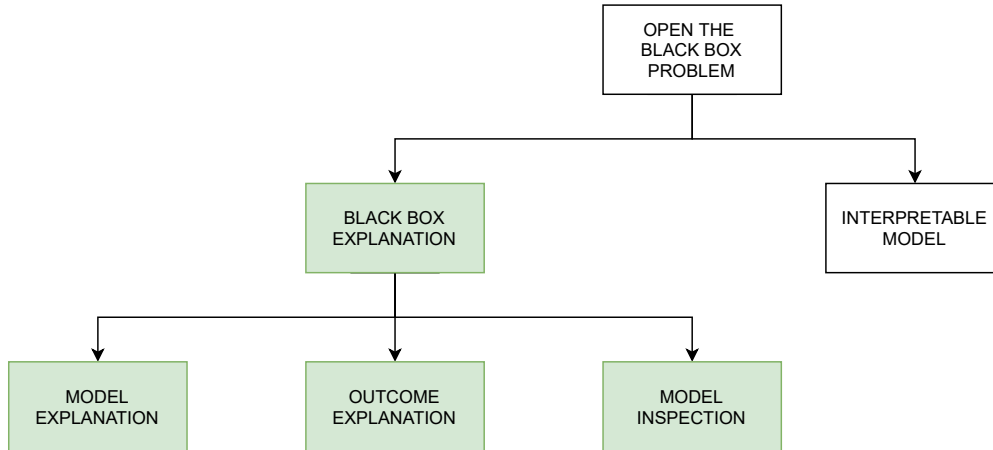 OPEN THE
BLACK BOX
PROBLEM
BLACK BOX
EXPLANATION
INTERPRETABLE
MODEL
MODEL
EXPLANATION
OUTCOME
EXPLANATION
MODEL
INSPECTION